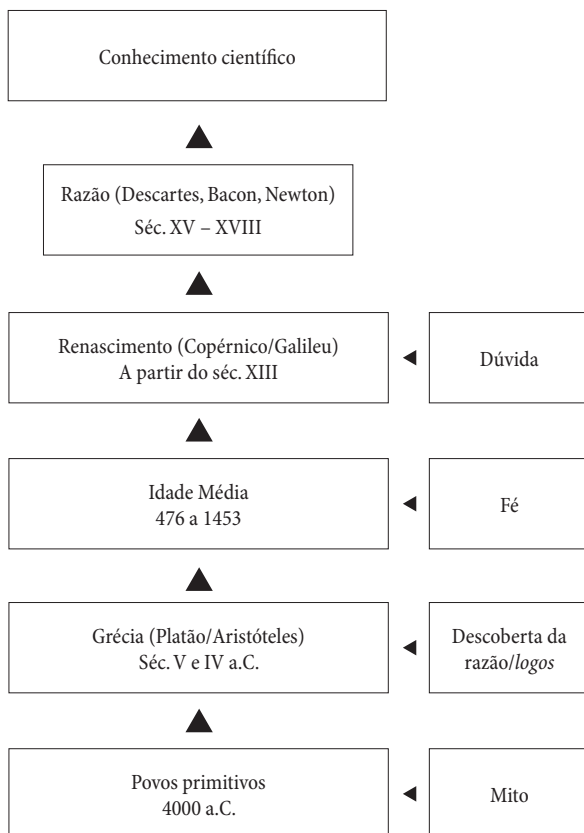 Conhecimento científico
Razão (Descartes, Bacon, Newton)
Séc. XV – XVIII
Renascimento (Copérnico/Galileu)
A partir do séc. XIII
Dúvida
Idade Média
476 a 1453
Fé
Grécia (Platão/Aristóteles)
Séc. V e IV a.C.
Descoberta da
razão/logos
Povos primitivos
4000 a.C.
Mito